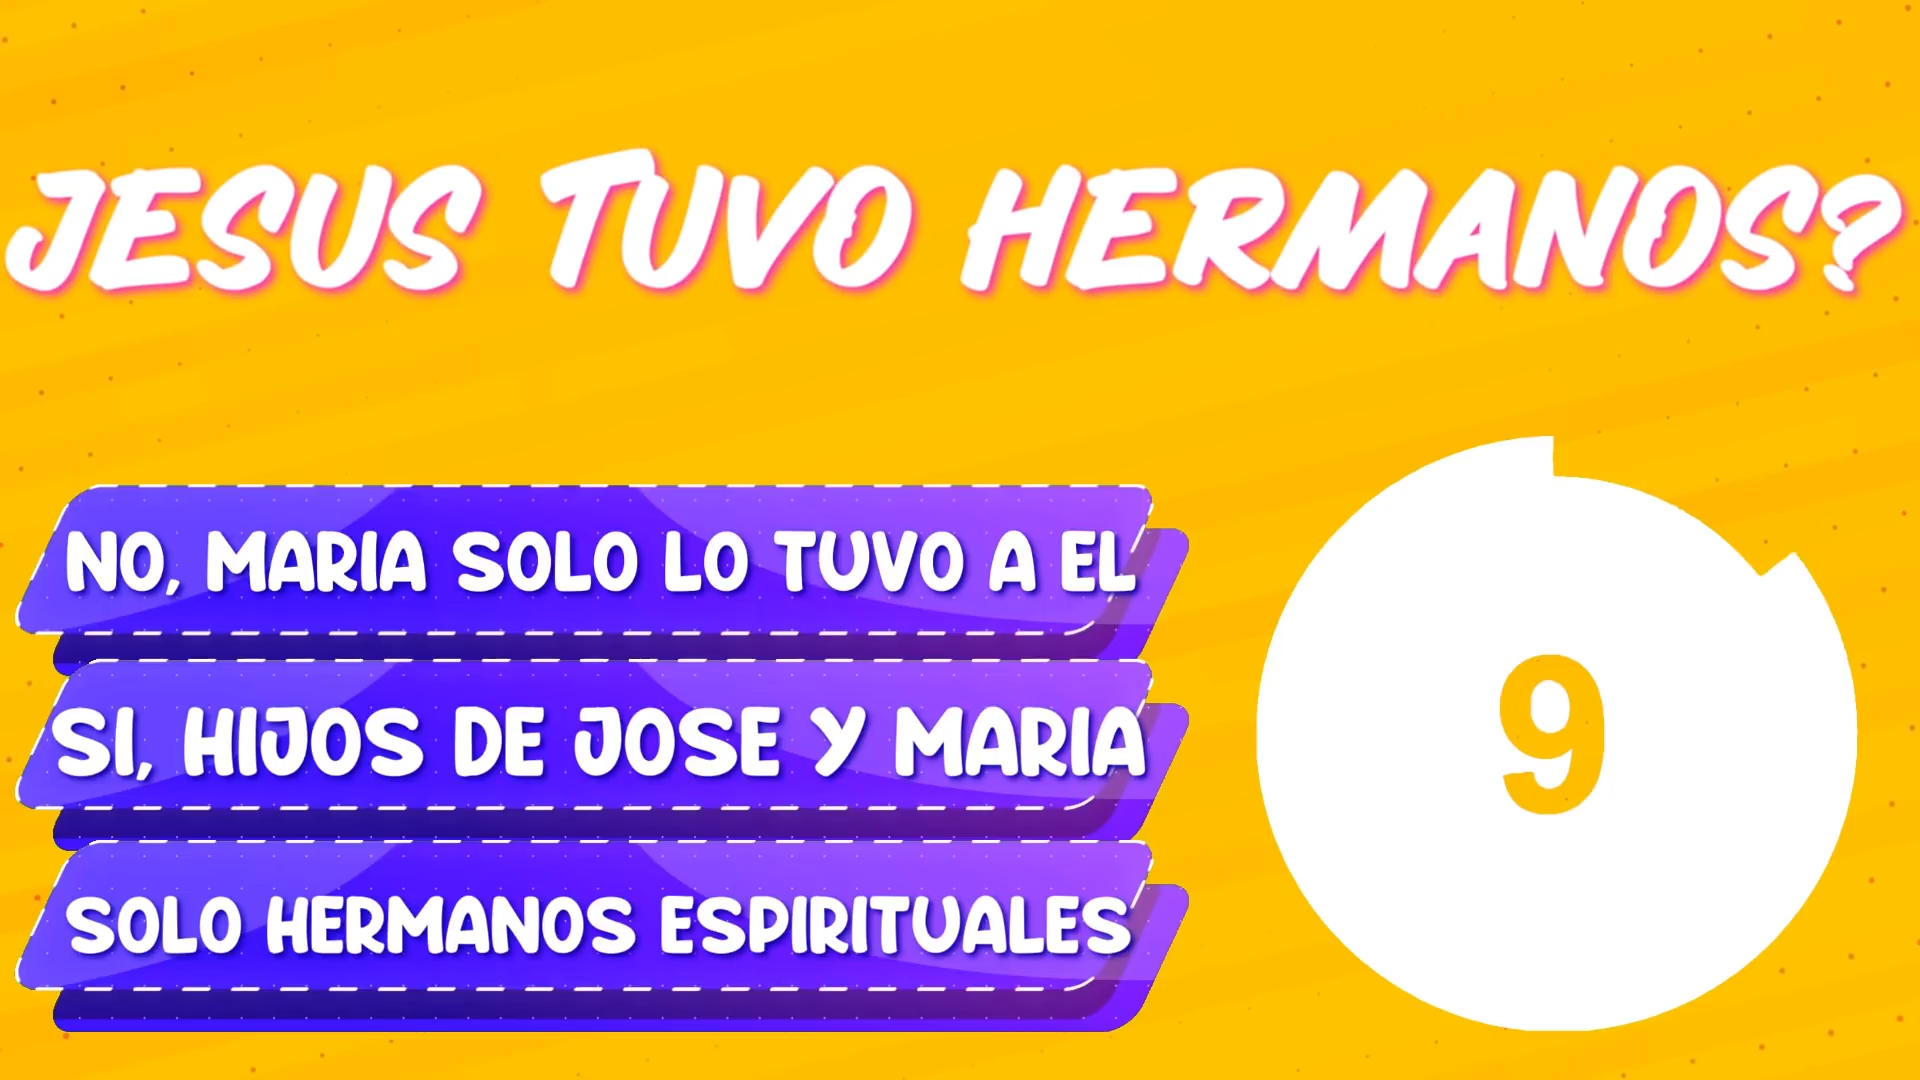 JESUS TUVO HERMANOS?
NO, MARIA SOLO LO TUVO A EL
SI, HIJOS DE JOSE Y MARIA
SOLO HERMANOS ESPIRITUALES
9